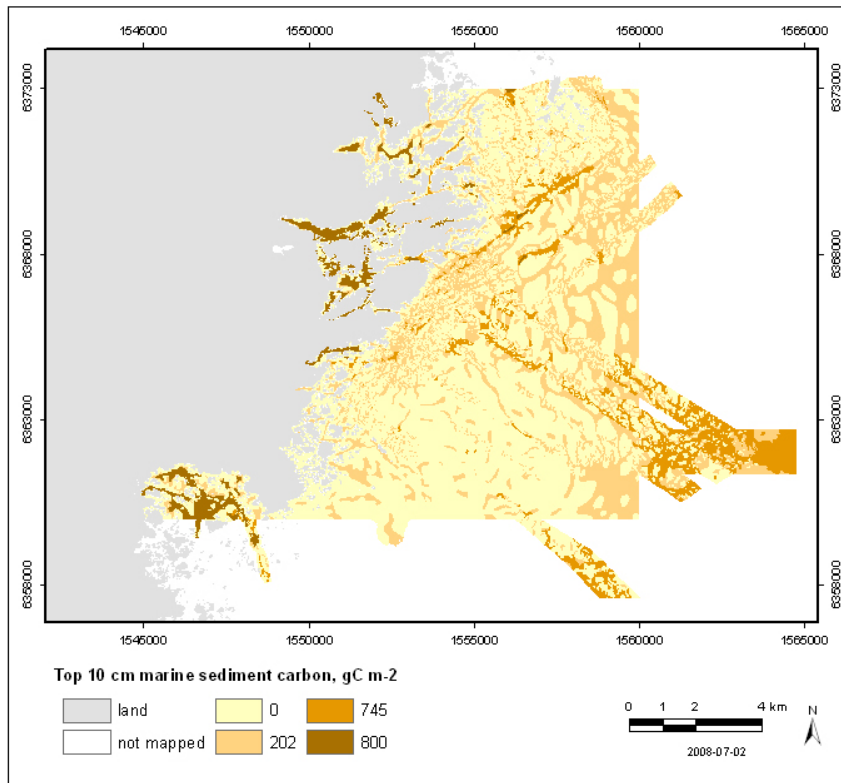 1545000 1550000 1555000 1560000 1565000
6373000 6373000
6368000 6368000
6363000 6363000
6358000 6358000
1545000 1550000 1555000 1560000 1565000
Top 10 cm marine sediment carbon, gC m-2
land 0 745
not mapped 202 800
0 1 2 4 km
N
2008-07-02